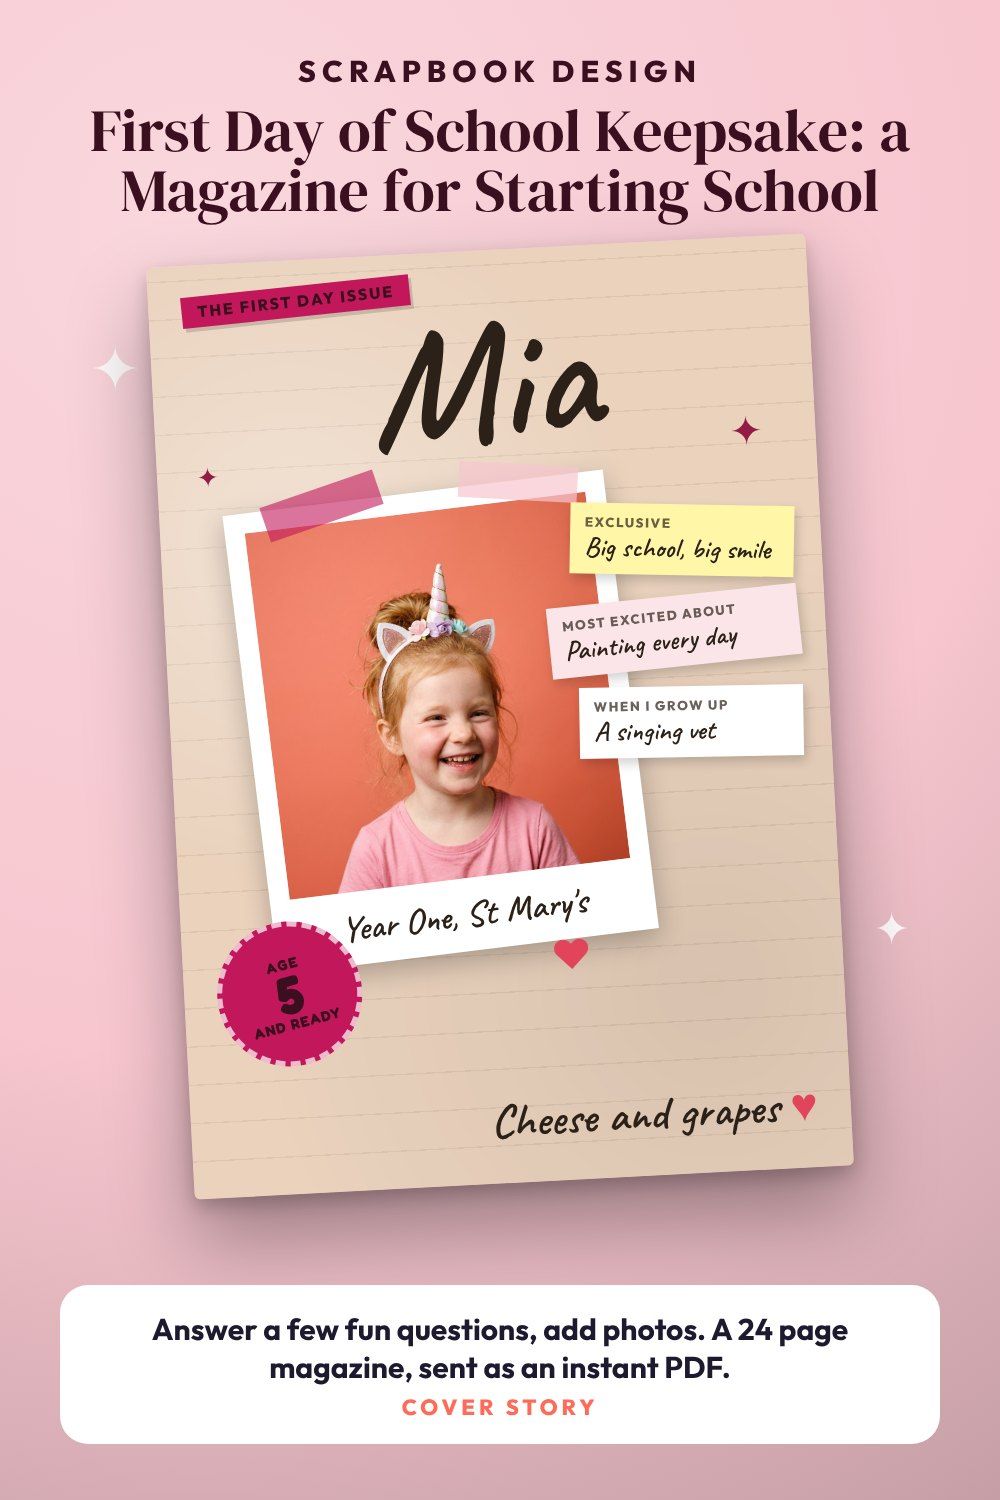 SCRAPBOOK DESIGN
First Day of School Keepsake: a
Magazine for Starting School
THE FIRST DAY ISSUE
Mia
EXCLUSIVE
Big school, big smile
MOST EXCITED ABOUT
Painting every day
WHEN I GROW UP
A singing vet
Year One, St Mary's
AGE
5
AND READY
Cheese and grapes ♥
Answer a few fun questions, add photos. A 24 page
magazine, sent as an instant PDF.
COVER STORY